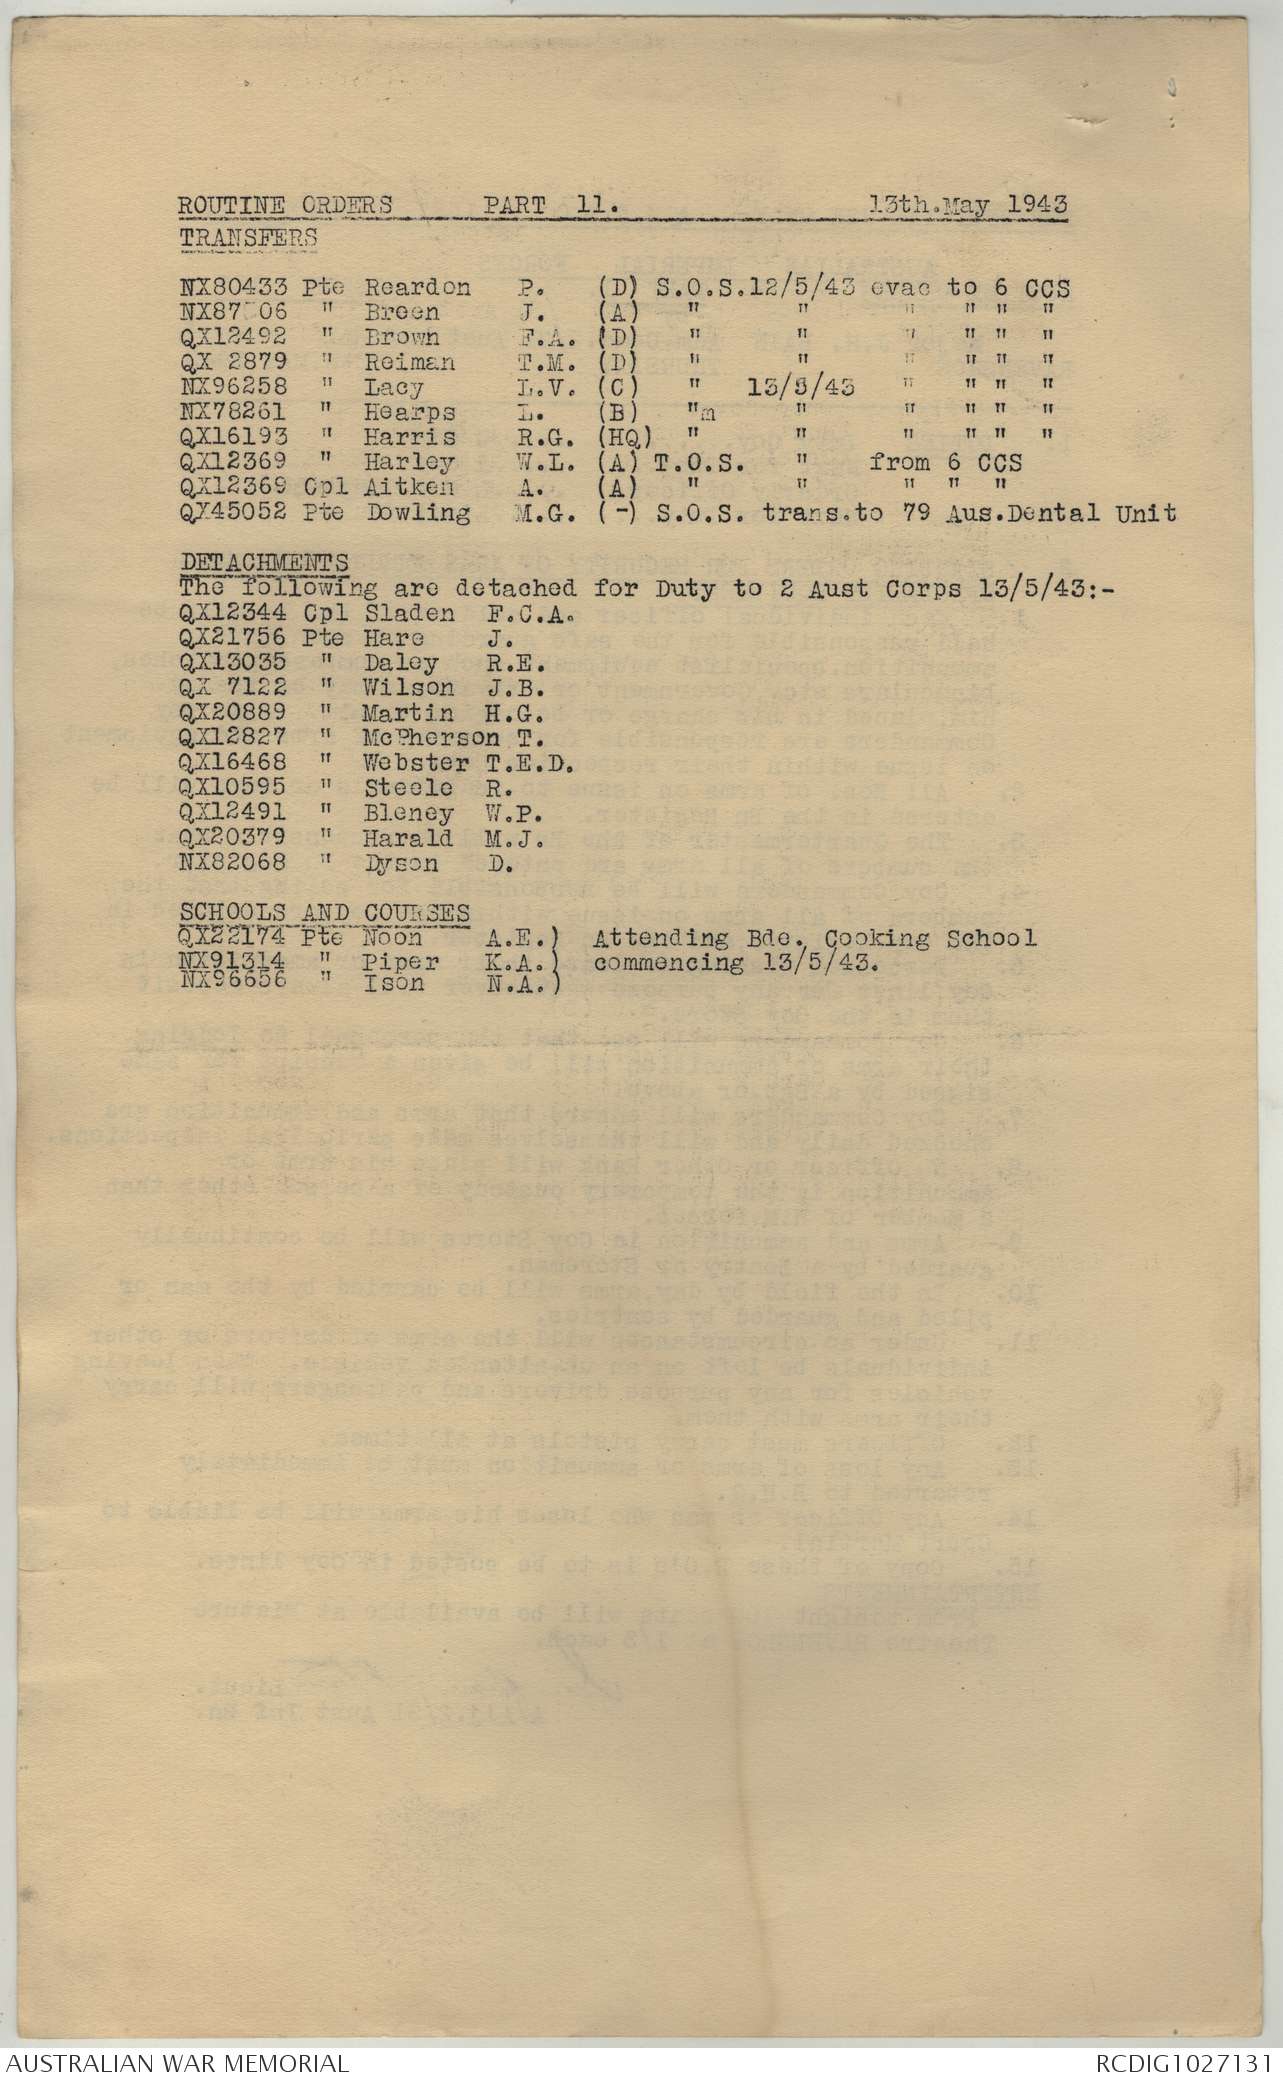 ROUTINE ORDERS PART 11. 13th.May 1943
TRANSFERS
NX80433 Pte Reardon P. (D) S.O.S.12/5/43 evac to 6 CCS
NX87 06 " Breen J. (A) " " " " " "
QX12492 " Brown F.A. (D) " " " " " "
QX 2879 " Reiman T.M. (D) " " " " " "
NX96258 " Lacy L.V. (C) " 13/5/43 " " " "
NX78261 " Hearps L. (B) "m " " " " "
QX16193 " Harris R.G. (HQ) " " " " " "
QX12369 " Harley W.L. (A) T.O.S. " from 6 CCS
QX12369 Cpl Aitken A. (A) " " " " "
QX45052 Pte Dowling M.G. (-) S.O.S. trans.to 79 Aus.Dental Unit
DETACHMENTS
The following are detached for Duty to 2 Aust Corps 13/5/43:-
QX12344 Cpl Sladen F.C.A.
QX21756 Pte Hare J.
QX13035 " Daley R.E.
QX 7122 " Wilson J.B.
QX20889 " Martin H.G.
QX12827 " McPherson T.
QX16468 " Webster T.E.D.
QX10595 " Steele R.
QX12491 " Bleney W.P.
QX20379 " Harald M.J.
NX82068 " Dyson D.
SCHOOLS AND COURSES
QX22174 Pte Noon A.E.) Attending Bde. Cooking School
NX91314 " Piper K.A.) commencing 13/5/43.
NX96656 " Ison N.A.)
AUSTRALIAN WAR MEMORIAL RCDIG1027131